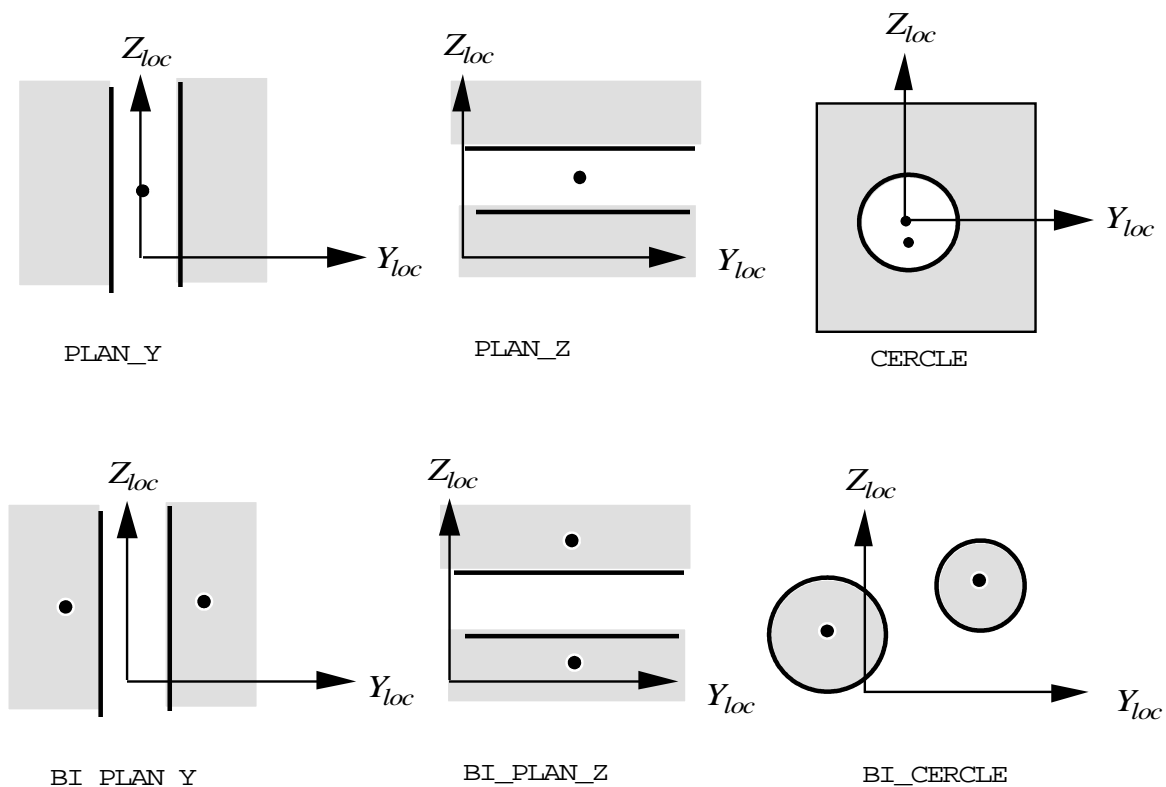 Z_loc
Y_loc
PLAN_Y
Z_loc
Y_loc
PLAN_Z
Z_loc
Y_loc
CERCLE
Z_loc
Y_loc
BI PLAN Y
Z_loc
Y_loc
BI_PLAN_Z
Z_loc
Y_loc
BI_CERCLE